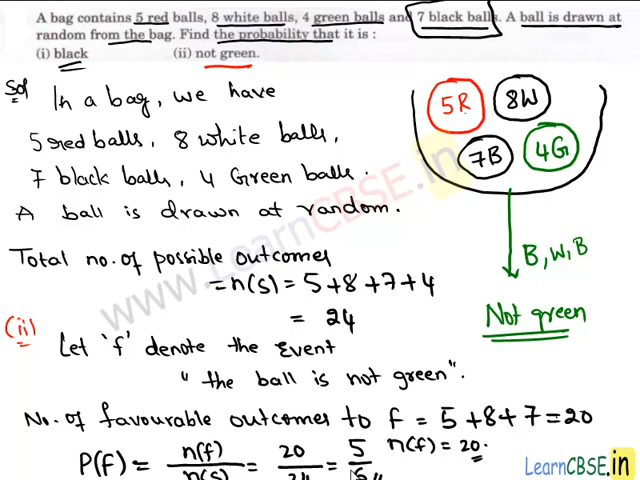 A bag contains 5 red balls, 8 white balls, 4 green balls and 7 black balls. A ball is drawn at
random from the bag. Find the probability that it is :
(i) black (ii) not green.
Sol In a bag, we have
5 red balls, 8 white balls,
7 black balls, 4 Green balls.
A ball is drawn at random.
5R 8W
7B 4G
B, W, B
Not green
Total no. of possible outcomes
= n(S) = 5+8+7+4
= 24
(ii) Let 'f' denote the Event
"the ball is not green".
No. of favourable outcomes to f = 5+8+7=20
n(f) = 20.
P(f) = n(f)/n(s) = 20/24 = 5/6
www.LearnCBSE.in
LearnCBSE.in